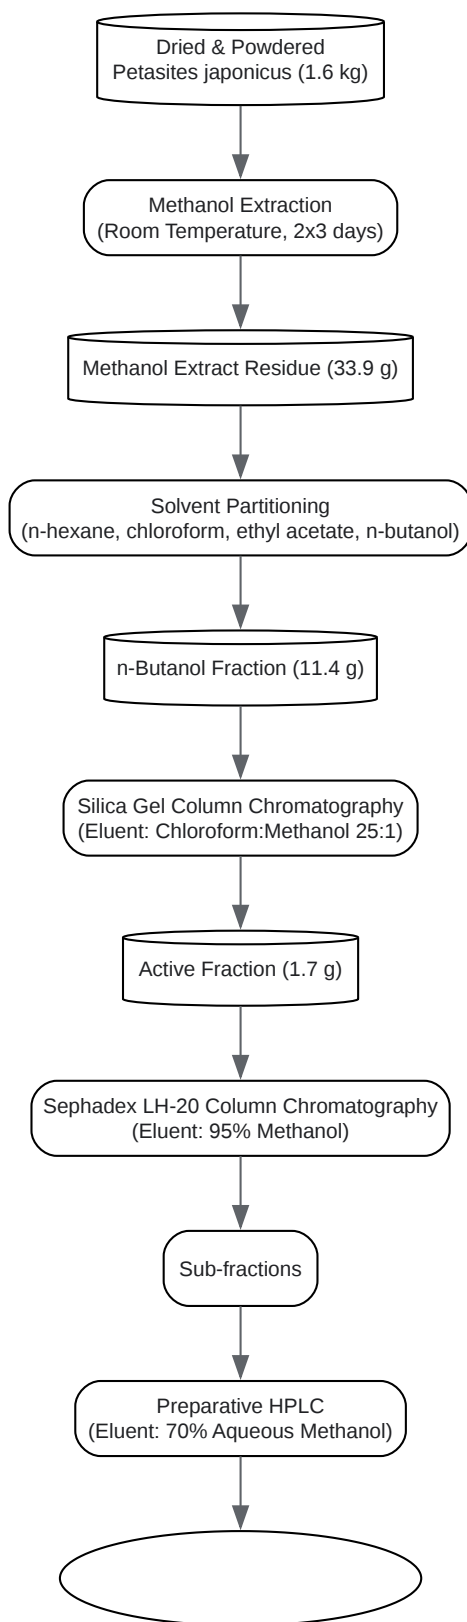 Dried & Powdered
Petasites japonicus (1.6 kg)
Methanol Extraction
(Room Temperature, 2x3 days)
Methanol Extract Residue (33.9 g)
Solvent Partitioning
(n-hexane, chloroform, ethyl acetate, n-butanol)
n-Butanol Fraction (11.4 g)
Silica Gel Column Chromatography
(Eluent: Chloroform:Methanol 25:1)
Active Fraction (1.7 g)
Sephadex LH-20 Column Chromatography
(Eluent: 95% Methanol)
Sub-fractions
Preparative HPLC
(Eluent: 70% Aqueous Methanol)